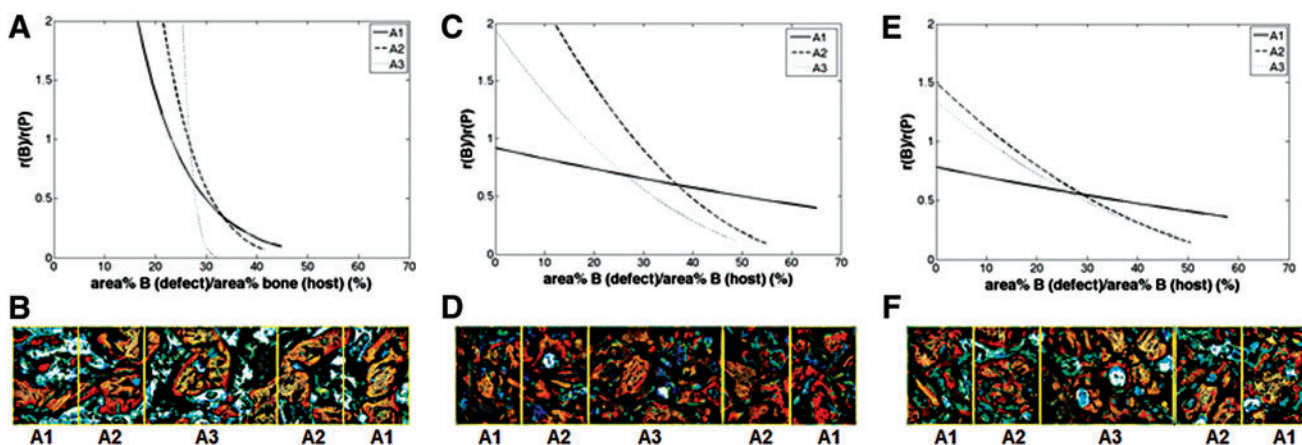 A
2
1.5
1
0.5
0
0 10 20 30 40 50 60 70
r(B)/r(P)
area% B (defect)/area% bone (host) (%)
A1
A2
A3
C
2
1.5
1
0.5
0
0 10 20 30 40 50 60 70
r(B)/r(P)
area% B (defect)/area% B (host) (%)
A1
A2
A3
E
2
1.5
1
0.5
0
0 10 20 30 40 50 60 70
r(B)/r(P)
area% B (defect)/area% B (host) (%)
A1
A2
A3
B
A1 A2 A3 A2 A1
D
A1 A2 A3 A2 A1
F
A1 A2 A3 A2 A1